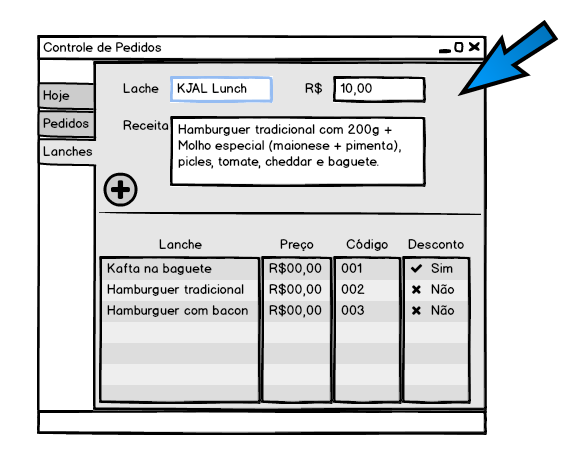 Controle de Pedidos
Hoje
Pedidos
Lanches
Lache KJAL Lunch R$ 10,00
Receita
Hamburguer tradicional com 200g +
Molho especial (maionese + pimenta),
picles, tomate, cheddar e baguete.
Lanche Preço Código Desconto
Kafta na baguete R$00,00 001 Sim
Hamburguer tradicional R$00,00 002 Não
Hamburguer com bacon R$00,00 003 Não